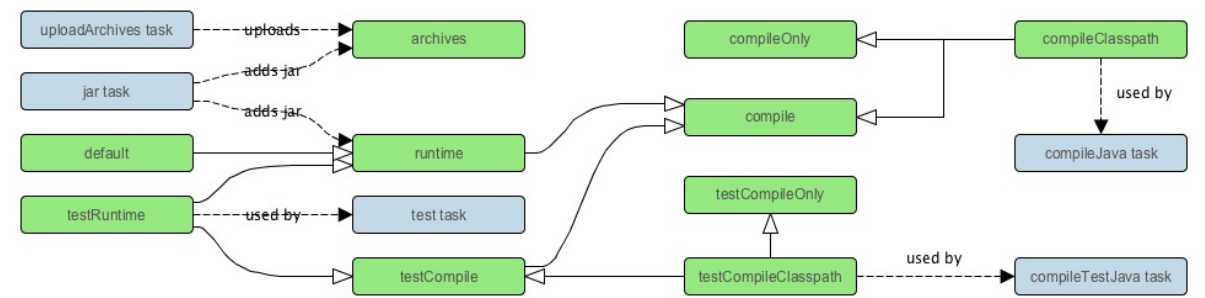 uploadArchives task
uploads
archives
compileOnly
compileClasspath
jar task
adds jar
adds jar
compile
used by
default
runtime
compileJava task
testRuntime
used by
test task
testCompileOnly
testCompile
testCompileClasspath
used by
compileTestJava task